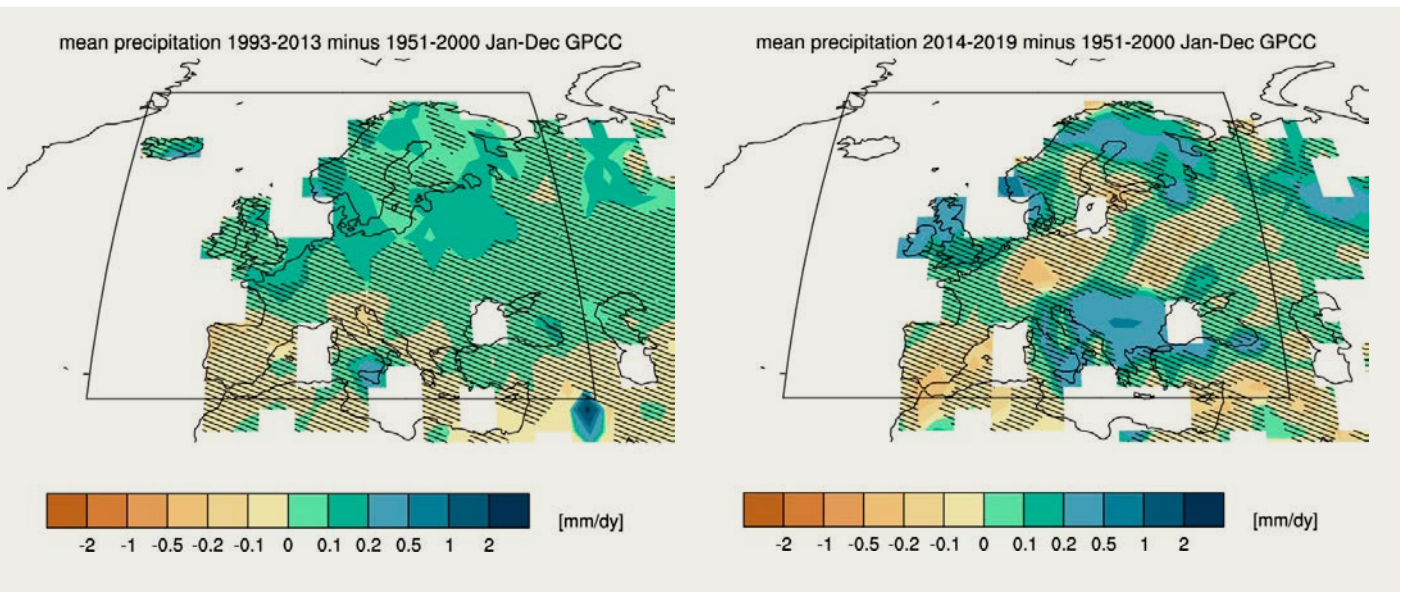 mean precipitation 1993-2013 minus 1951-2000 Jan-Dec GPCC
mean precipitation 2014-2019 minus 1951-2000 Jan-Dec GPCC
-2 -1 -0.5 -0.2 -0.1 0 0.1 0.2 0.5 1 2
[mm/dy]
-2 -1 -0.5 -0.2 -0.1 0 0.1 0.2 0.5 1 2
[mm/dy]